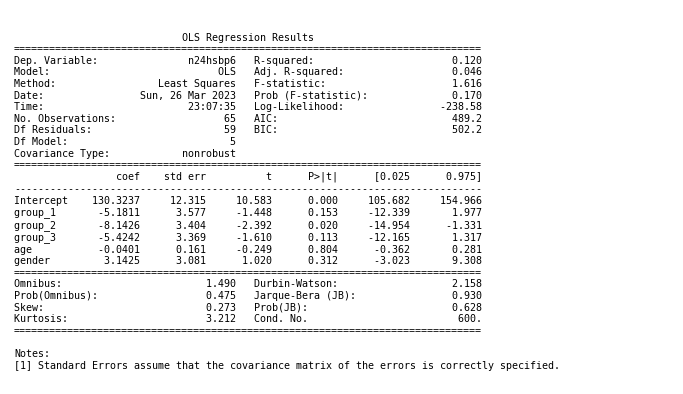 OLS Regression Results
==============================================================================
Dep. Variable:               n24hsbp6   R-squared:                       0.120
Model:                            OLS   Adj. R-squared:                  0.046
Method:                 Least Squares   F-statistic:                     1.616
Date:                Sun, 26 Mar 2023   Prob (F-statistic):              0.170
Time:                        23:07:35   Log-Likelihood:                -238.58
No. Observations:                  65   AIC:                             489.2
Df Residuals:                      59   BIC:                             502.2
Df Model:                           5
Covariance Type:            nonrobust
==============================================================================
                 coef    std err          t      P>|t|      [0.025      0.975]
------------------------------------------------------------------------------
Intercept    130.3237     12.315     10.583      0.000     105.682     154.966
group_1       -5.1811      3.577     -1.448      0.153     -12.339       1.977
group_2       -8.1426      3.404     -2.392      0.020     -14.954      -1.331
group_3       -5.4242      3.369     -1.610      0.113     -12.165       1.317
age           -0.0401      0.161     -0.249      0.804      -0.362       0.281
gender         3.1425      3.081      1.020      0.312      -3.023       9.308
==============================================================================
Omnibus:                        1.490   Durbin-Watson:                   2.158
Prob(Omnibus):                  0.475   Jarque-Bera (JB):                0.930
Skew:                           0.273   Prob(JB):                        0.628
Kurtosis:                       3.212   Cond. No.                         600.
==============================================================================
Notes:
[1] Standard Errors assume that the covariance matrix of the errors is correctly specified.